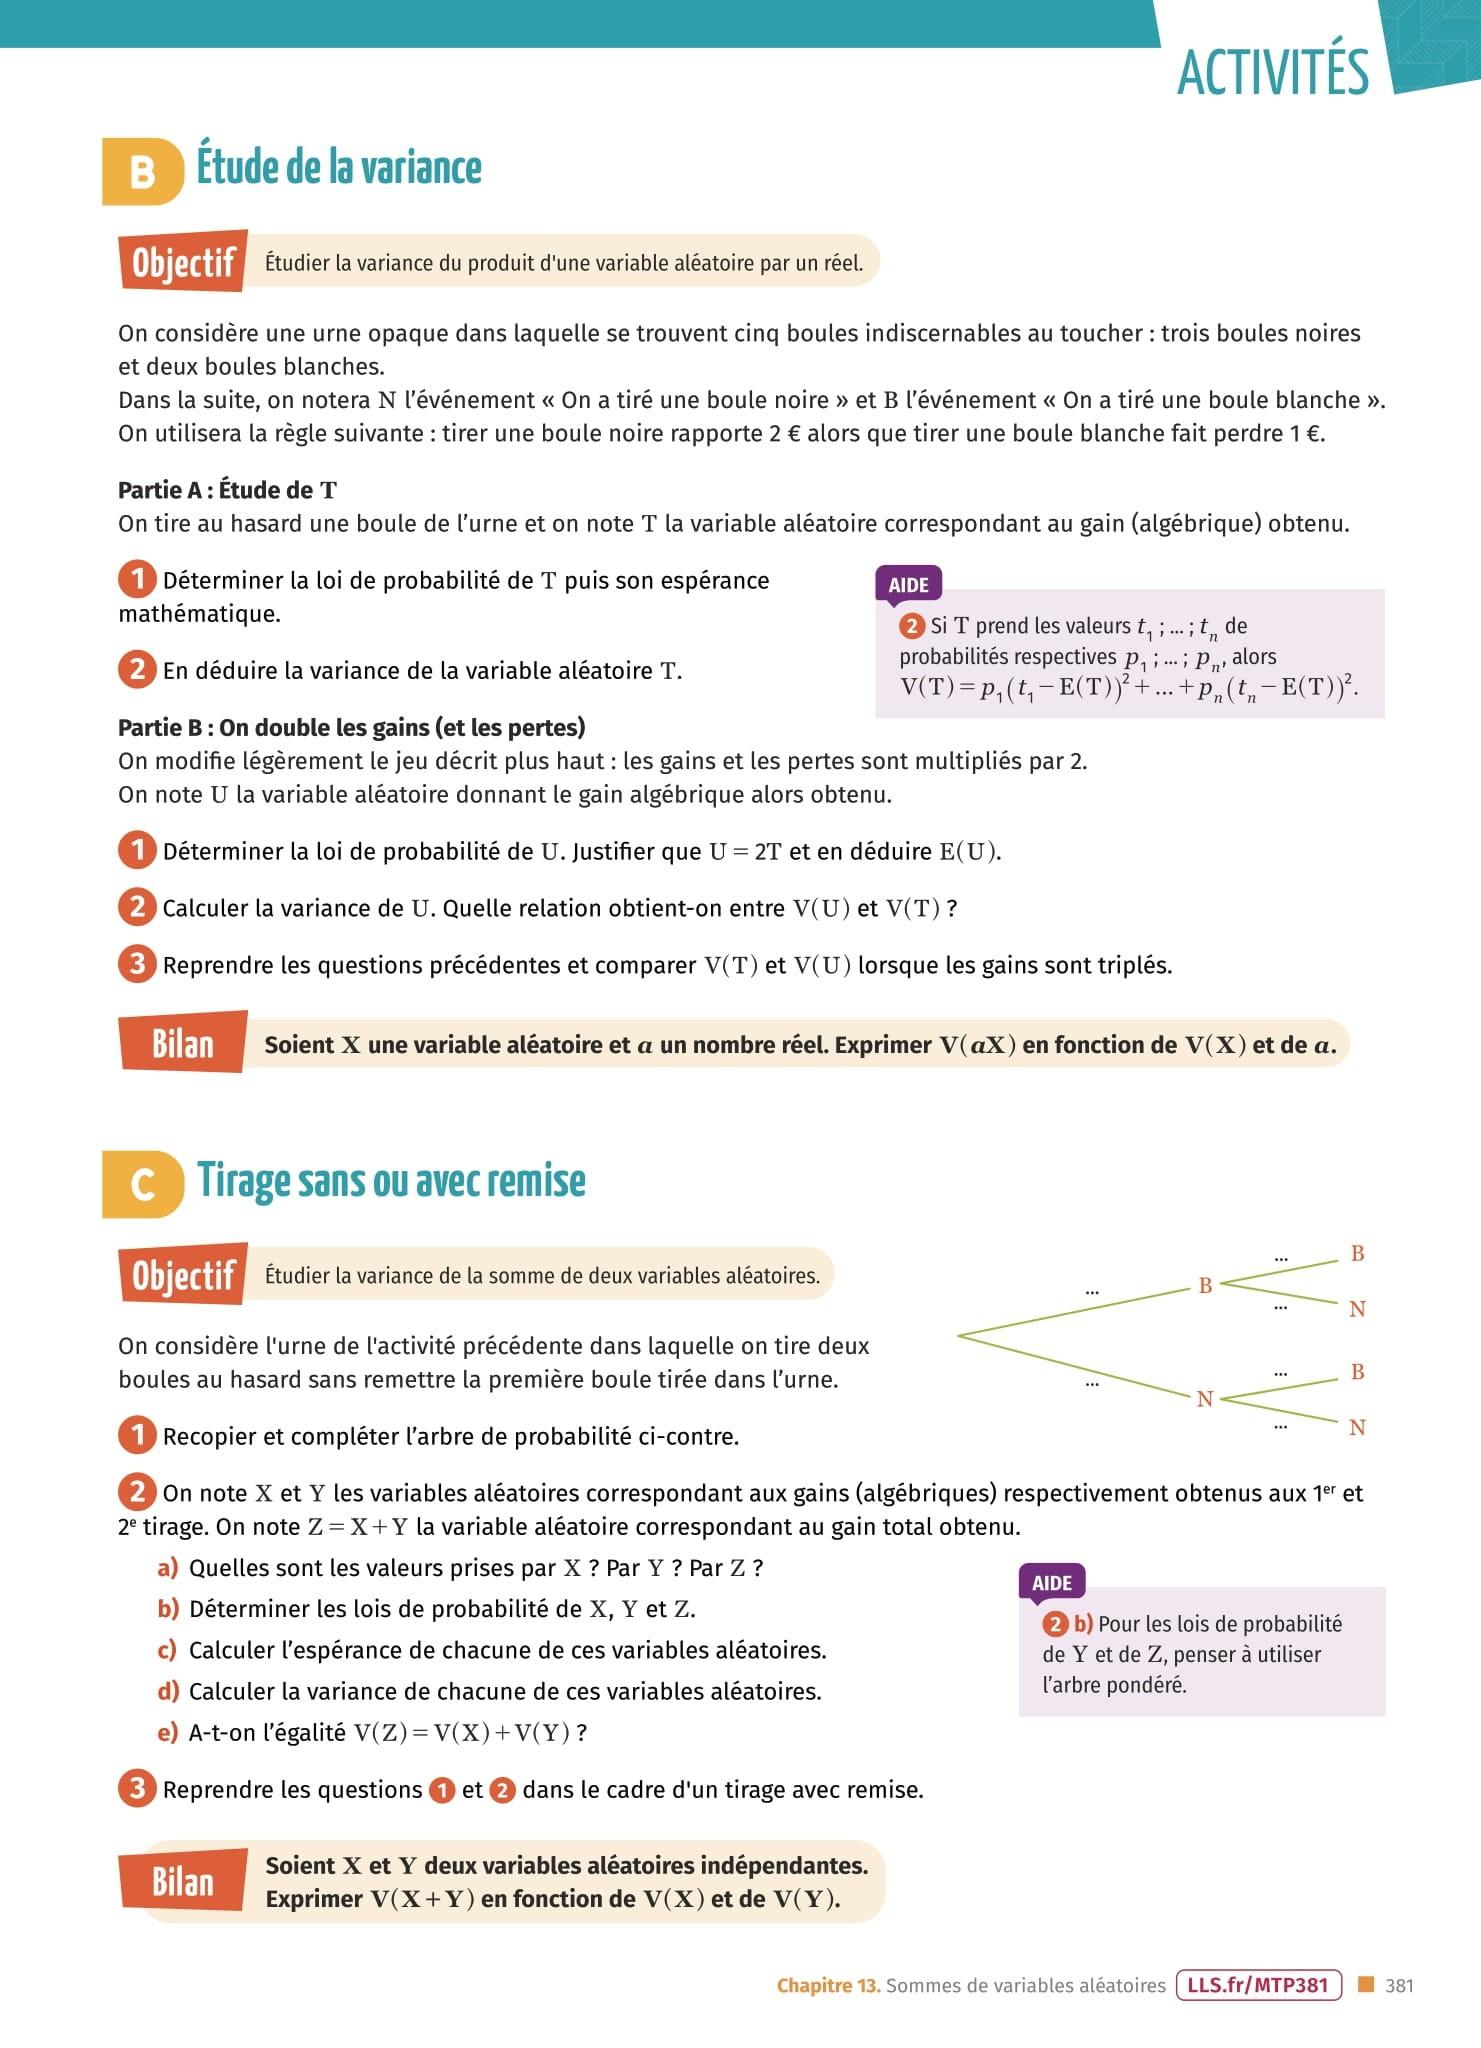 ACTIVITÉS
B Étude de la variance
Objectif Étudier la variance du produit d'une variable aléatoire par un réel.
On considère une urne opaque dans laquelle se trouvent cinq boules indiscernables au toucher : trois boules noires
et deux boules blanches.
Dans la suite, on notera N l’événement « On a tiré une boule noire » et B l’événement « On a tiré une boule blanche ».
On utilisera la règle suivante : tirer une boule noire rapporte 2 € alors que tirer une boule blanche fait perdre 1 €.
Partie A : Étude de T
On tire au hasard une boule de l’urne et on note T la variable aléatoire correspondant au gain (algébrique) obtenu.
1 Déterminer la loi de probabilité de T puis son espérance
mathématique.
2 En déduire la variance de la variable aléatoire T.
AIDE
2 Si T prend les valeurs t₁ ; ... ; tₙ de
probabilités respectives p₁ ; ... ; pₙ, alors
V(T) = p₁(t₁ − E(T))² + ... + pₙ(tₙ − E(T))².
Partie B : On double les gains (et les pertes)
On modifie légèrement le jeu décrit plus haut : les gains et les pertes sont multipliés par 2.
On note U la variable aléatoire donnant le gain algébrique alors obtenu.
1 Déterminer la loi de probabilité de U. Justifier que U = 2T et en déduire E(U).
2 Calculer la variance de U. Quelle relation obtient-on entre V(U) et V(T) ?
3 Reprendre les questions précédentes et comparer V(T) et V(U) lorsque les gains sont triplés.
Bilan Soient X une variable aléatoire et a un nombre réel. Exprimer V(aX) en fonction de V(X) et de a.
C Tirage sans ou avec remise
Objectif Étudier la variance de la somme de deux variables aléatoires.
On considère l'urne de l'activité précédente dans laquelle on tire deux
boules au hasard sans remettre la première boule tirée dans l’urne.
1 Recopier et compléter l’arbre de probabilité ci-contre.
... B
... B
... N
... B
... N
... N
2 On note X et Y les variables aléatoires correspondant aux gains (algébriques) respectivement obtenus aux 1er et
2e tirage. On note Z = X + Y la variable aléatoire correspondant au gain total obtenu.
a) Quelles sont les valeurs prises par X ? Par Y ? Par Z ?
b) Déterminer les lois de probabilité de X, Y et Z.
c) Calculer l’espérance de chacune de ces variables aléatoires.
d) Calculer la variance de chacune de ces variables aléatoires.
e) A-t-on l’égalité V(Z) = V(X) + V(Y) ?
AIDE
2 b) Pour les lois de probabilité
de Y et de Z, penser à utiliser
l’arbre pondéré.
3 Reprendre les questions 1 et 2 dans le cadre d'un tirage avec remise.
Bilan Soient X et Y deux variables aléatoires indépendantes.
Exprimer V(X + Y) en fonction de V(X) et de V(Y).
Chapitre 13. Sommes de variables aléatoires LLS.fr/MTP381 381